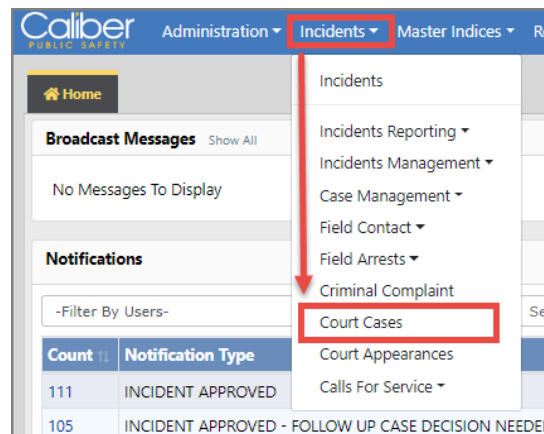 Caliber
PUBLIC SAFETY
Administration Incidents Master Indices R
Home
Incidents
Broadcast Messages Show All
Incidents Reporting
Incidents Management
No Messages To Display
Case Management
Field Contact
Notifications
Field Arrests
Criminal Complaint
-Filter By Users-
Court Cases
Se
Count Notification Type
Court Appearances
111 INCIDENT APPROVED
Calls For Service
105 INCIDENT APPROVED - FOLLOW UP CASE DECISION NEEDE